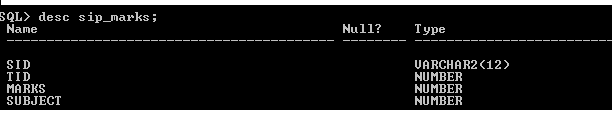 SQL> desc sip_marks;
Name Null? Type
----------------------------------------- -------- ----------------------------
SID VARCHAR2(12)
TID NUMBER
MARKS NUMBER
SUBJECT NUMBER